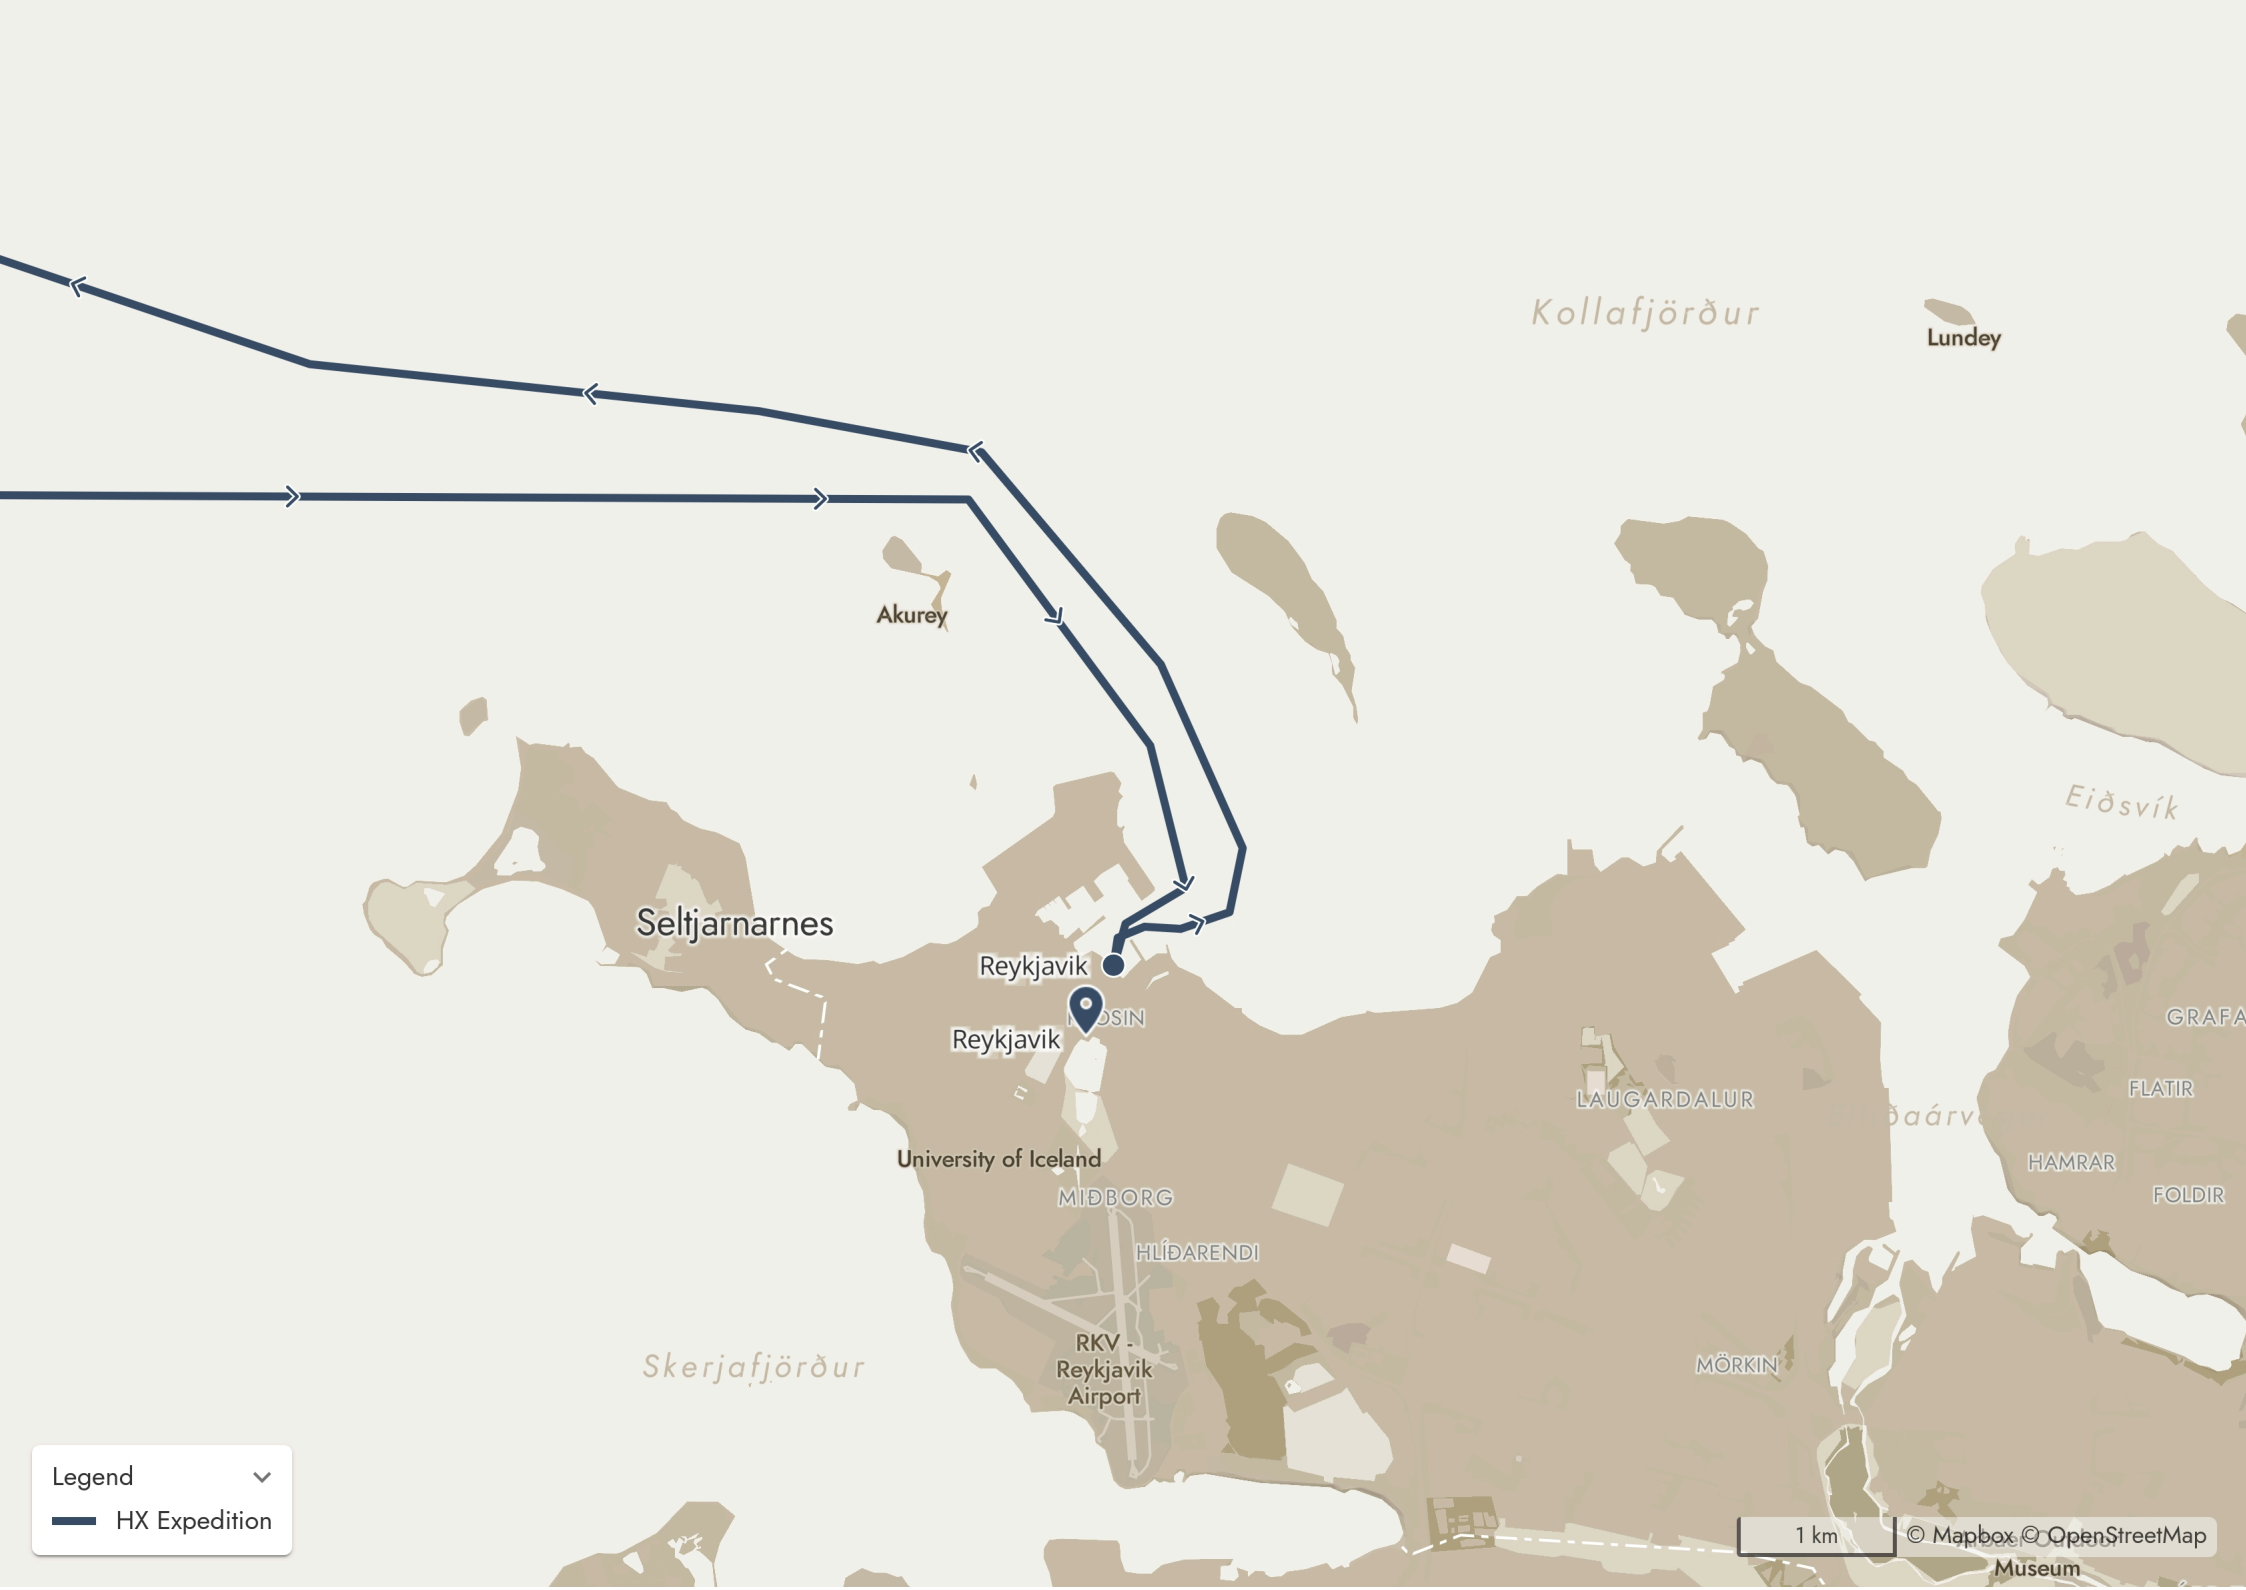 Kollafjörður
Lundey
Akurey
Eiðsvík
Seltjarnarnes
Reykjavik
Reykjavik
GRAFA
FLATIR
LAUGARDALUR
HAMRAR
University of Iceland
MIÐBORG
FOLDIR
HLÍÐARENDI
RKV -
Reykjavik
Airport
Skerjafjörður
MÖRKIN
Legend
HX Expedition
1 km
© Mapbox © OpenStreetMap
Museum